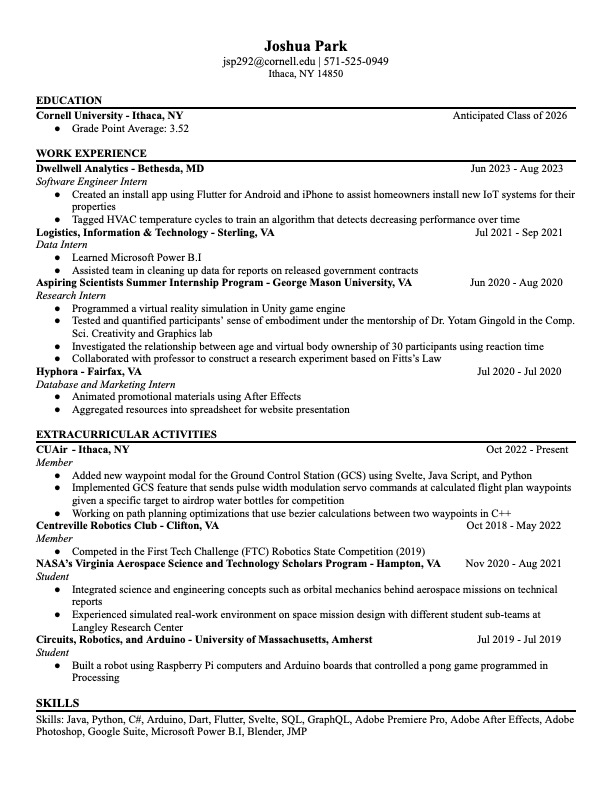 Joshua Park
jsp292@cornell.edu | 571-525-0949
Ithaca, NY 14850
EDUCATION
Cornell University - Ithaca, NY Anticipated Class of 2026
● Grade Point Average: 3.52
WORK EXPERIENCE
Dwellwell Analytics - Bethesda, MD Jun 2023 - Aug 2023
Software Engineer Intern
● Created an install app using Flutter for Android and iPhone to assist homeowners install new IoT systems for their
properties
● Tagged HVAC temperature cycles to train an algorithm that detects decreasing performance over time
Logistics, Information & Technology - Sterling, VA Jul 2021 - Sep 2021
Data Intern
● Learned Microsoft Power B.I
● Assisted team in cleaning up data for reports on released government contracts
Aspiring Scientists Summer Internship Program - George Mason University, VA Jun 2020 - Aug 2020
Research Intern
● Programmed a virtual reality simulation in Unity game engine
● Tested and quantified participants’ sense of embodiment under the mentorship of Dr. Yotam Gingold in the Comp.
Sci. Creativity and Graphics lab
● Investigated the relationship between age and virtual body ownership of 30 participants using reaction time
● Collaborated with professor to construct a research experiment based on Fitts’s Law
Hyphora - Fairfax, VA Jul 2020 - Jul 2020
Database and Marketing Intern
● Animated promotional materials using After Effects
● Aggregated resources into spreadsheet for website presentation
EXTRACURRICULAR ACTIVITIES
CUAir - Ithaca, NY Oct 2022 - Present
Member
● Added new waypoint modal for the Ground Control Station (GCS) using Svelte, Java Script, and Python
● Implemented GCS feature that sends pulse width modulation servo commands at calculated flight plan waypoints
given a specific target to airdrop water bottles for competition
● Working on path planning optimizations that use bezier calculations between two waypoints in C++
Centreville Robotics Club - Clifton, VA Oct 2018 - May 2022
Member
● Competed in the First Tech Challenge (FTC) Robotics State Competition (2019)
NASA’s Virginia Aerospace Science and Technology Scholars Program - Hampton, VA Nov 2020 - Aug 2021
Student
● Integrated science and engineering concepts such as orbital mechanics behind aerospace missions on technical
reports
● Experienced simulated real-work environment on space mission design with different student sub-teams at
Langley Research Center
Circuits, Robotics, and Arduino - University of Massachusetts, Amherst Jul 2019 - Jul 2019
Student
● Built a robot using Raspberry Pi computers and Arduino boards that controlled a pong game programmed in
Processing
SKILLS
Skills: Java, Python, C#, Arduino, Dart, Flutter, Svelte, SQL, GraphQL, Adobe Premiere Pro, Adobe After Effects, Adobe
Photoshop, Google Suite, Microsoft Power B.I, Blender, JMP